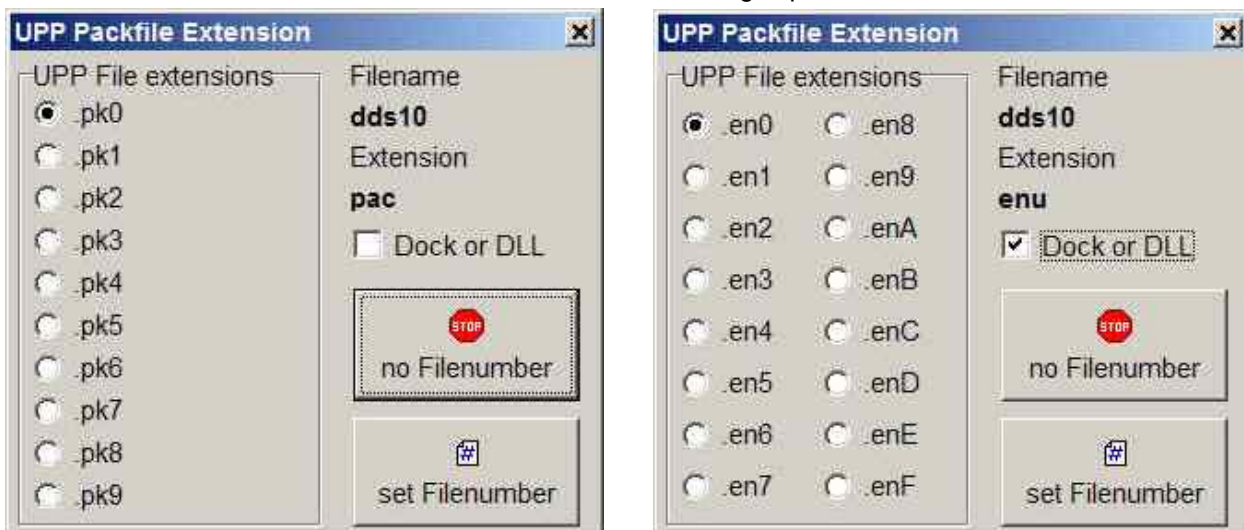 UPP Packfile Extension
UPP File extensions
.pk0
.pk1
.pk2
.pk3
.pk4
.pk5
.pk6
.pk7
.pk8
.pk9
Filename
dds10
Extension
pac
Dock or DLL
STOP
no Filenumber
#
set Filenumber
UPP Packfile Extension
UPP File extensions
.en0 .en8
.en1 .en9
.en2 .enA
.en3 .enB
.en4 .enC
.en5 .enD
.en6 .enE
.en7 .enF
Filename
dds10
Extension
enu
Dock or DLL
STOP
no Filenumber
#
set Filenumber